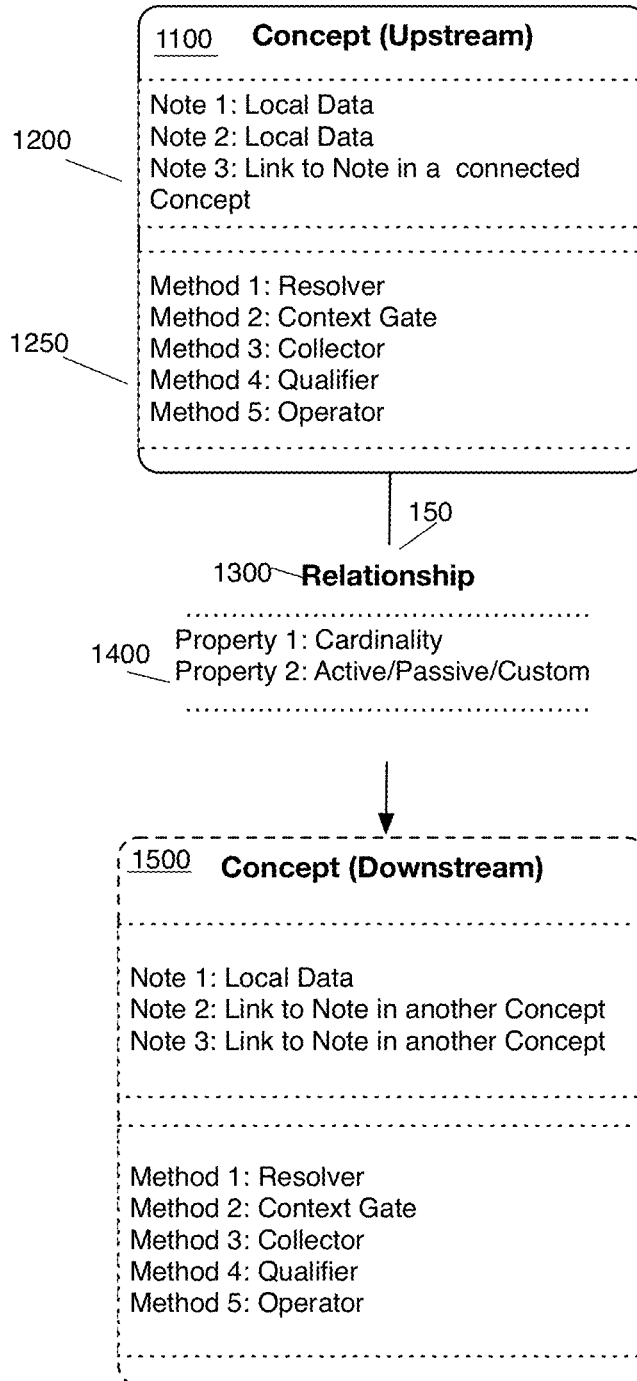 1100 Concept (Upstream)
Note 1: Local Data
1200 Note 2: Local Data
Note 3: Link to Note in a connected
Concept
Method 1: Resolver
Method 2: Context Gate
1250 Method 3: Collector
Method 4: Qualifier
Method 5: Operator
150
1300 Relationship
Property 1: Cardinality
1400 Property 2: Active/Passive/Custom
1500 Concept (Downstream)
Note 1: Local Data
Note 2: Link to Note in another Concept
Note 3: Link to Note in another Concept
Method 1: Resolver
Method 2: Context Gate
Method 3: Collector
Method 4: Qualifier
Method 5: Operator